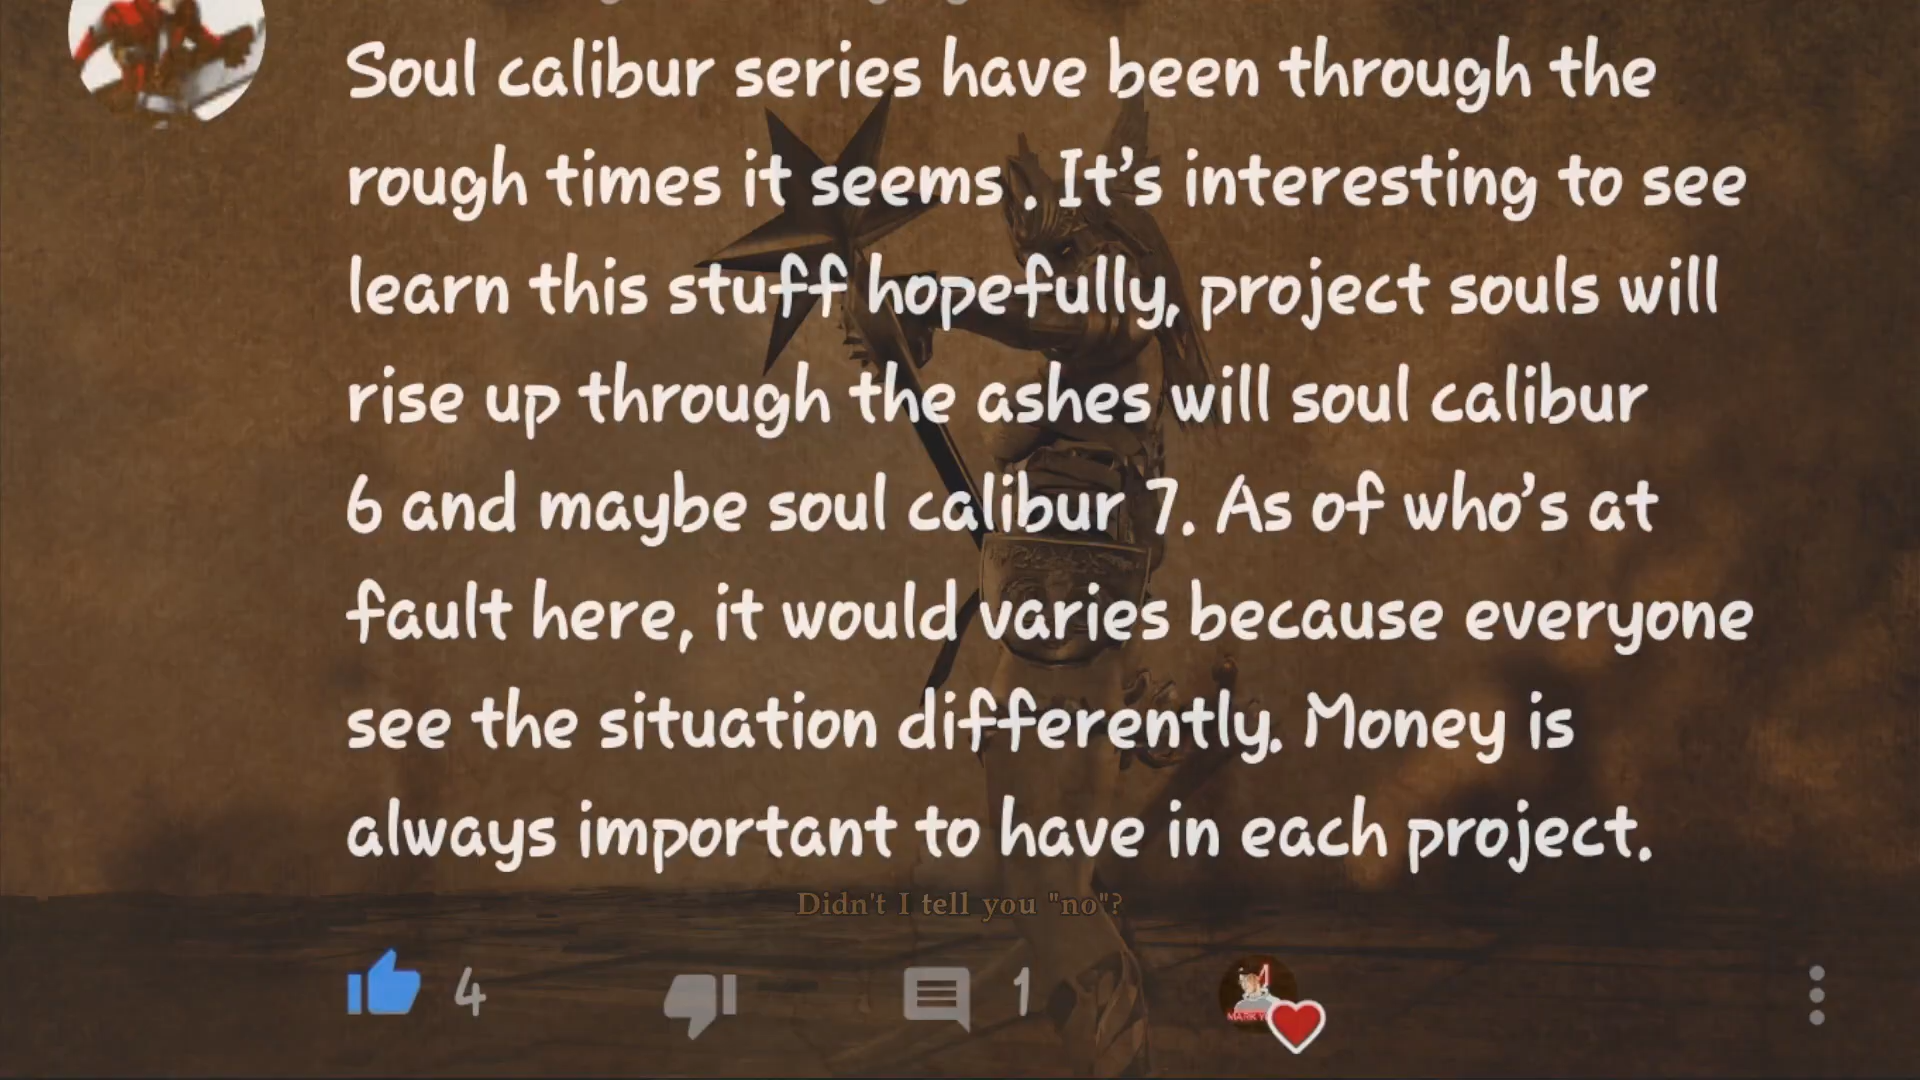 Soul calibur series have been through the
rough times it seems . It's interesting to see
learn this stuff hopefully, project souls will
rise up through the ashes will soul calibur
6 and maybe soul calibur 7. As of who's at
fault here, it would varies because everyone
see the situation differently. Money is
always important to have in each project.
Didn't I tell you "no"?
4 1